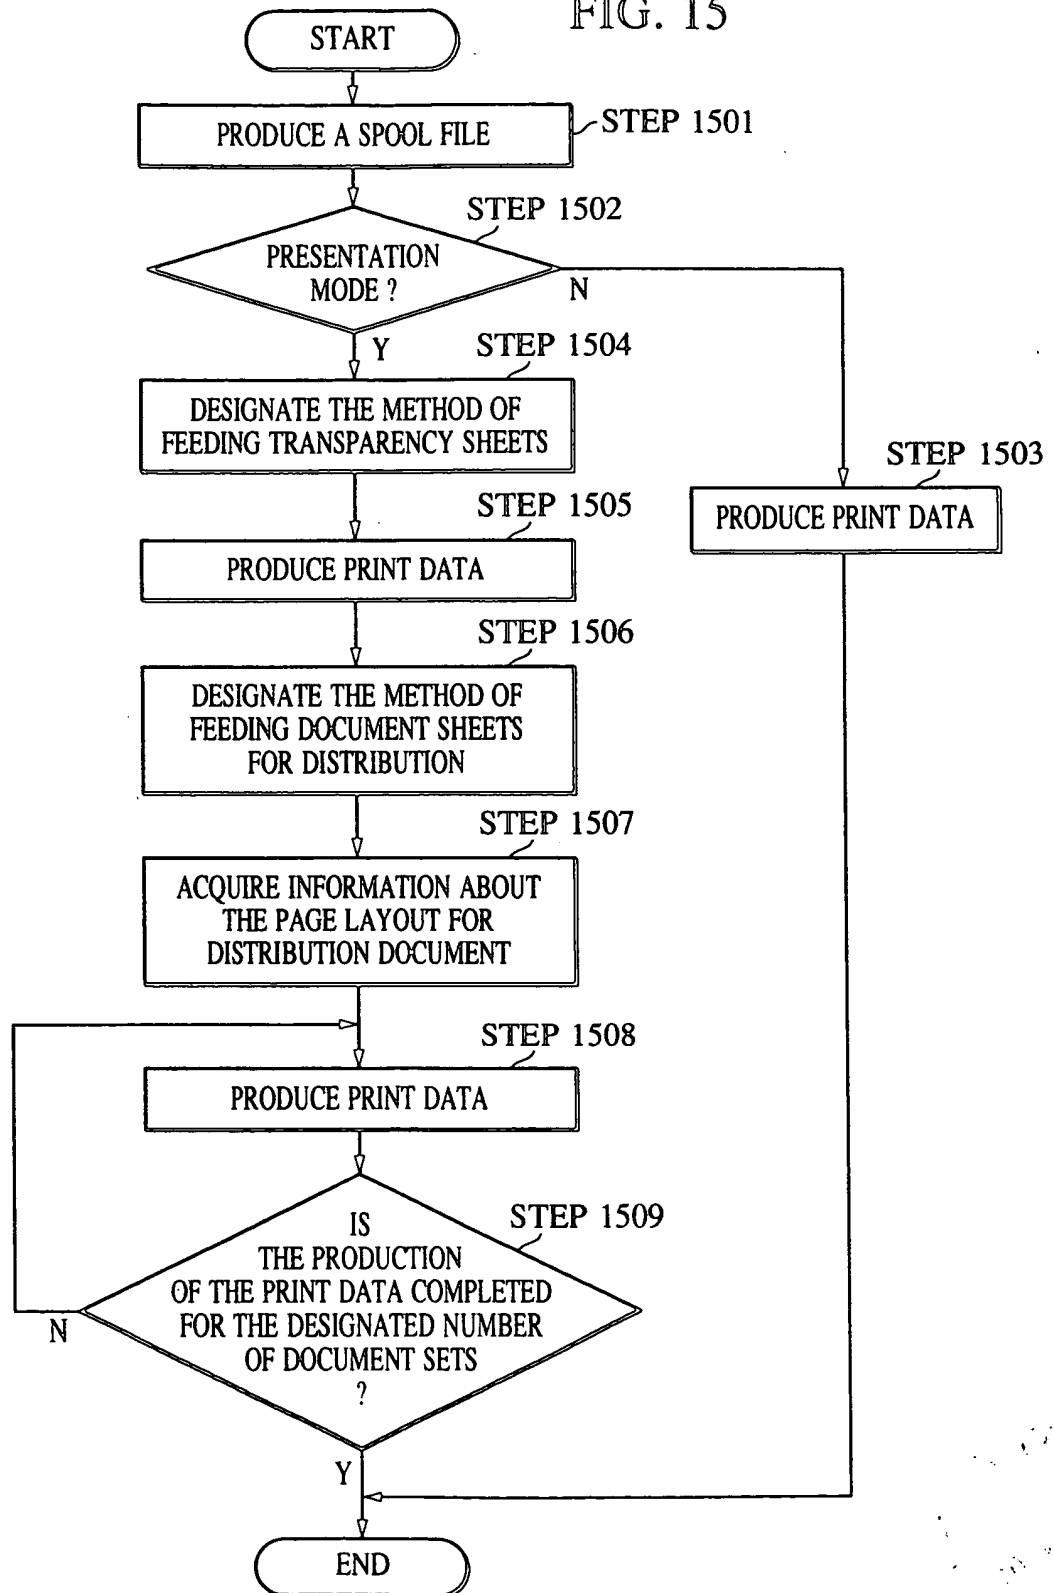 FIG. 15
START
PRODUCE A SPOOL FILE
STEP 1501
STEP 1502
PRESENTATION
MODE ?
N
Y
STEP 1504
DESIGNATE THE METHOD OF
FEEDING TRANSPARENCY SHEETS
STEP 1503
PRODUCE PRINT DATA
STEP 1505
PRODUCE PRINT DATA
STEP 1506
DESIGNATE THE METHOD OF
FEEDING DOCUMENT SHEETS
FOR DISTRIBUTION
STEP 1507
ACQUIRE INFORMATION ABOUT
THE PAGE LAYOUT FOR
DISTRIBUTION DOCUMENT
STEP 1508
PRODUCE PRINT DATA
STEP 1509
IS
THE PRODUCTION
OF THE PRINT DATA COMPLETED
FOR THE DESIGNATED NUMBER
OF DOCUMENT SETS
?
N
Y
END